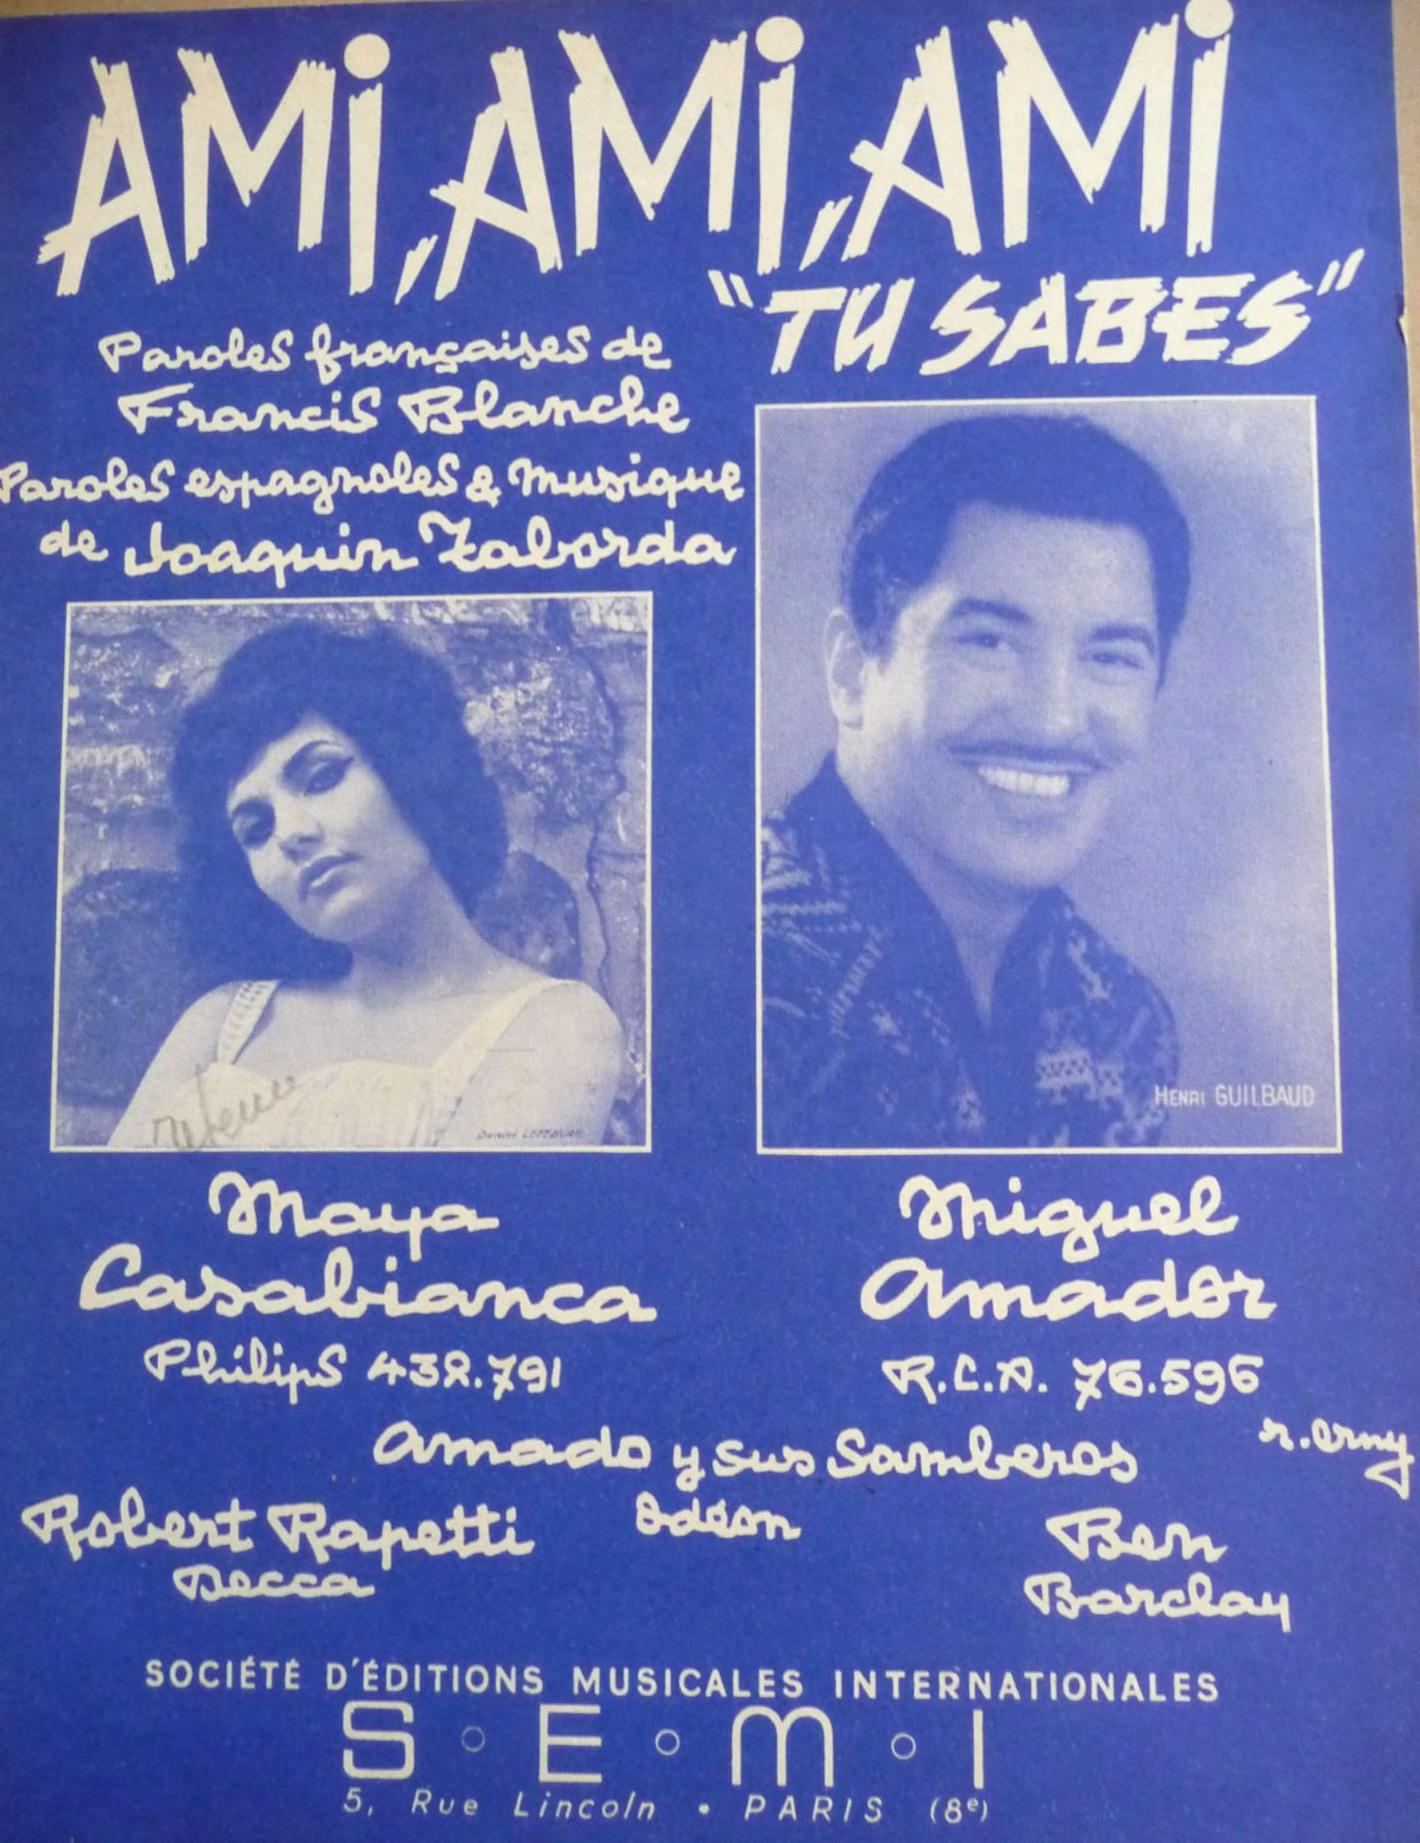 AMI, AMI, AMI
"TU SABES"
Paroles françaises de
Francis Blanche
Paroles espagnoles & musique
de Joaquin Taborda
HENRI GUILBAUD
Maya
Casabianca
Philips 432.791
Miguel
Amador
R.C.A. 76.596
Amado y sus Samberos
Odéon
r. erny
Robert Rapetti
Decca
Ben
Barclay
SOCIÉTÉ D'ÉDITIONS MUSICALES INTERNATIONALES
S.E.M.I
5, Rue Lincoln • PARIS (8e)